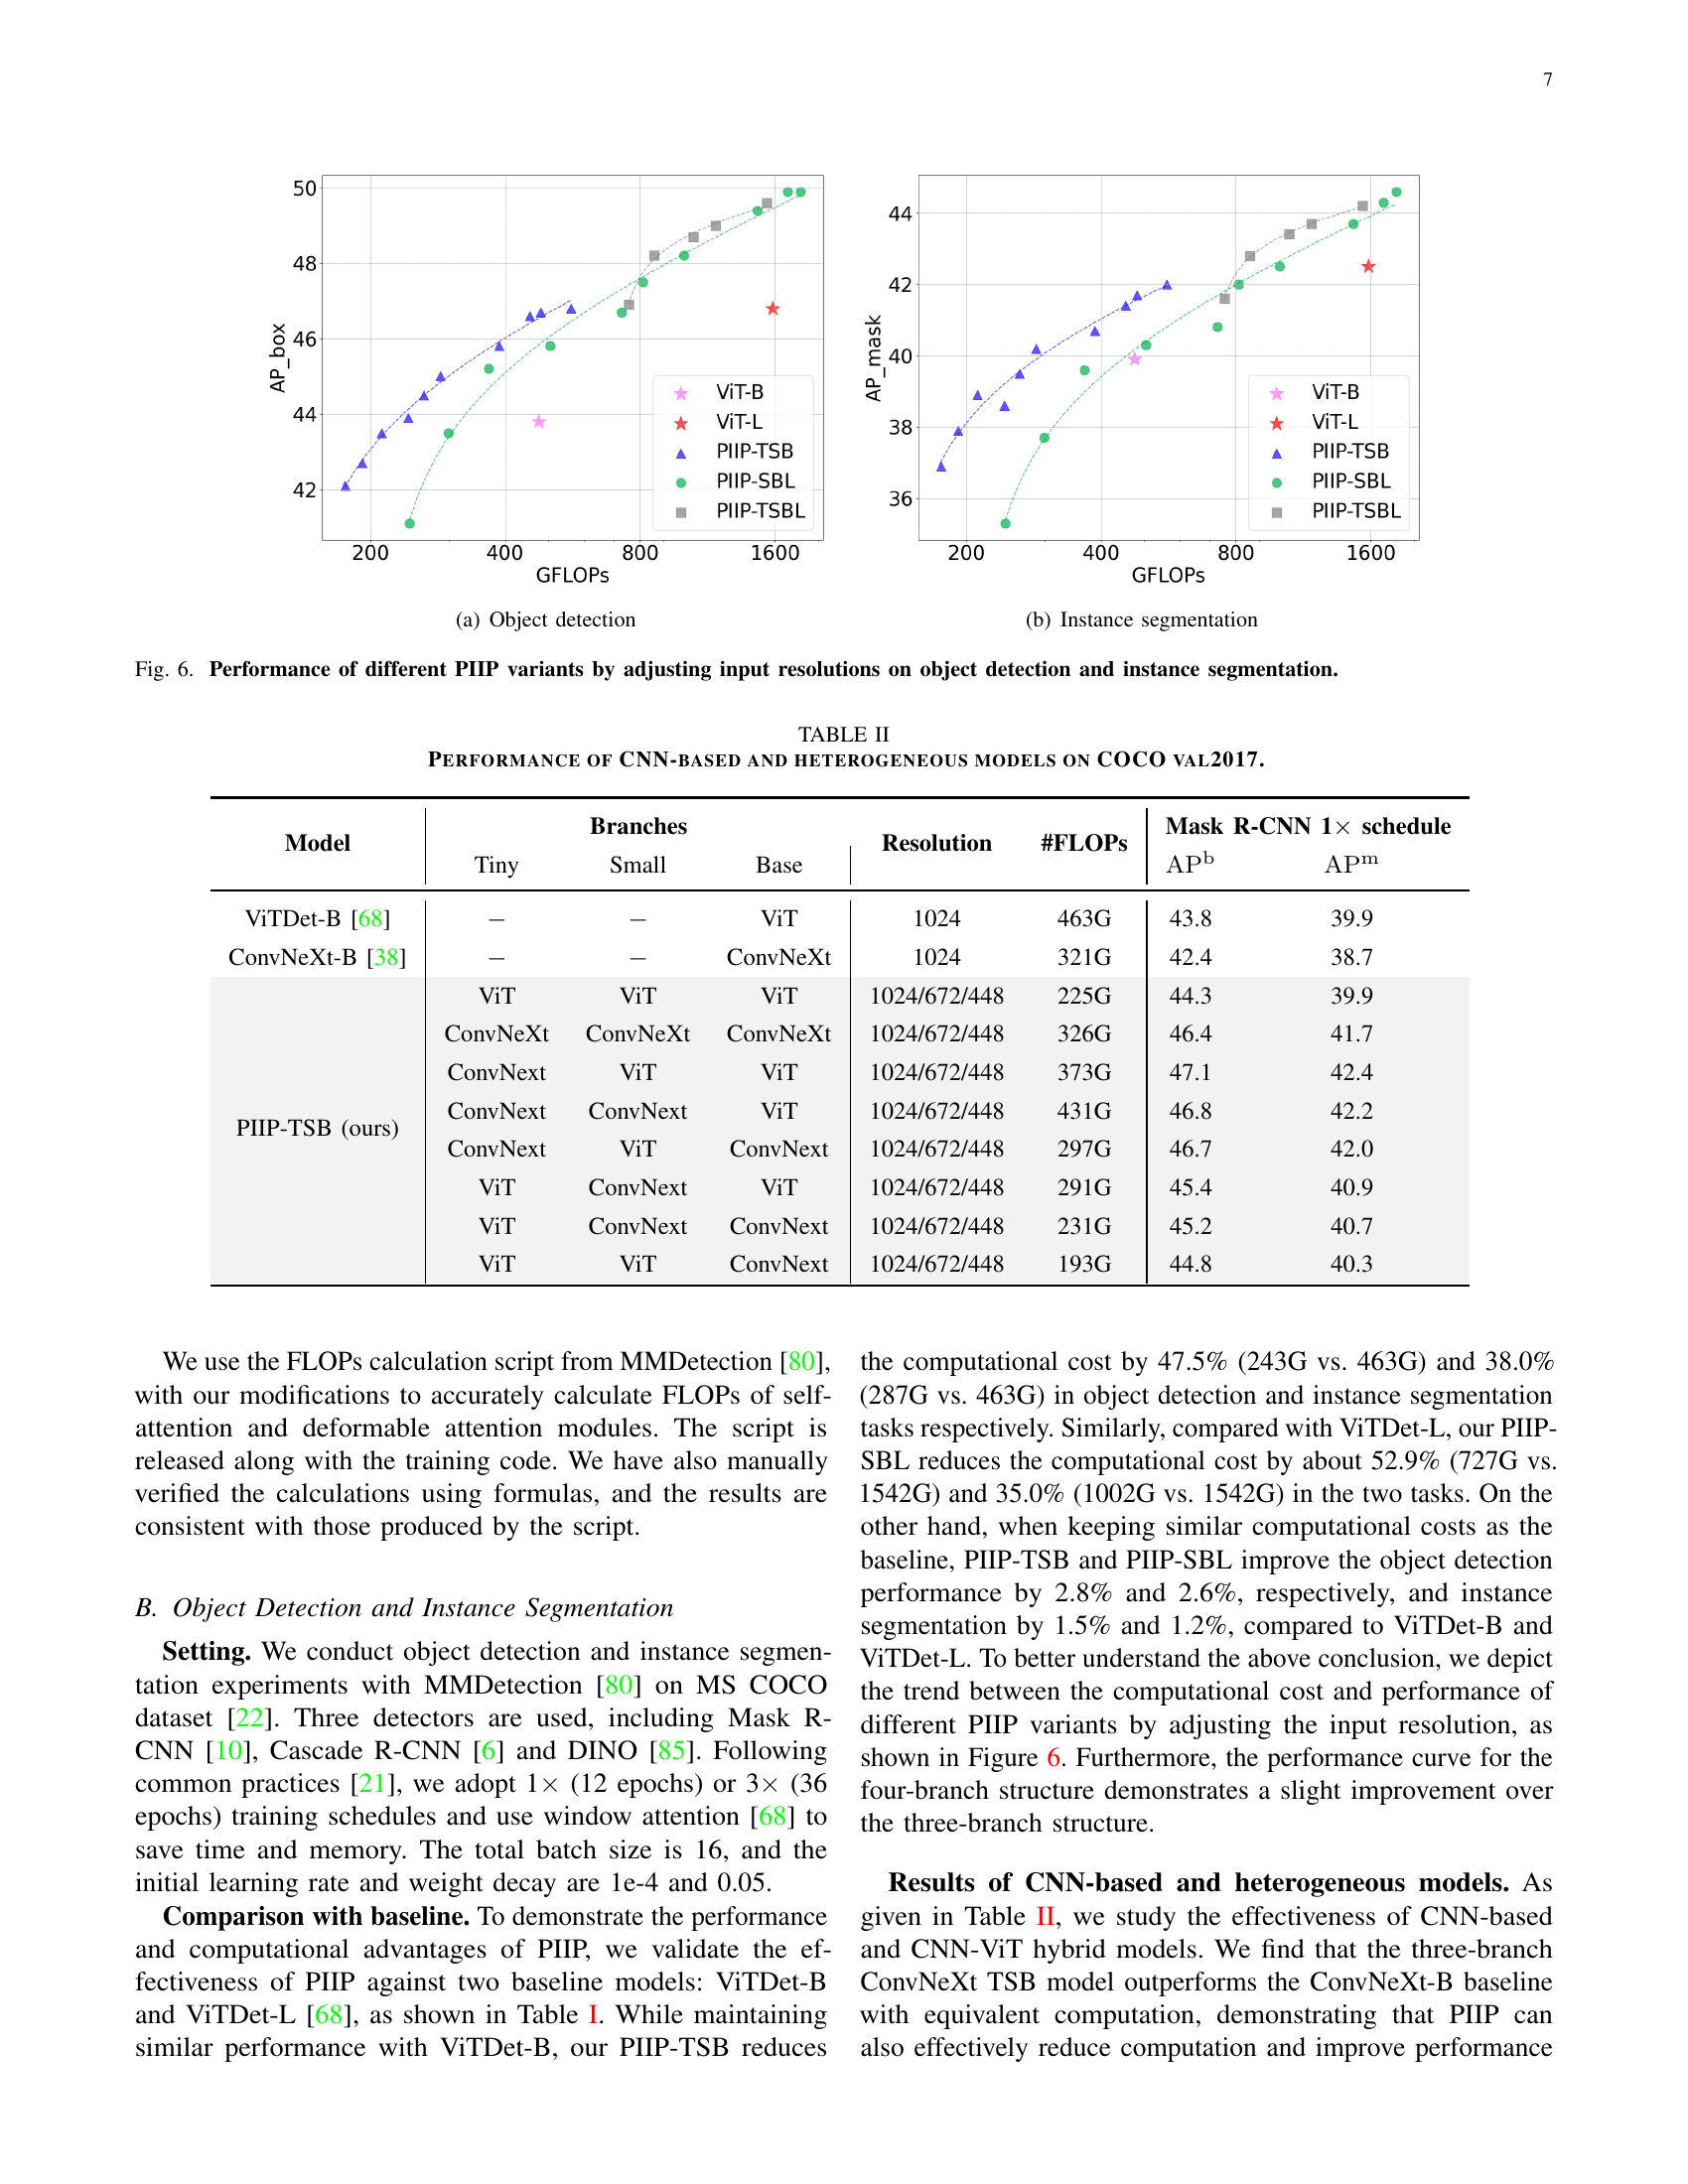 7
50
48
46
44
42
AP_box
200
400
800
1600
GFLOPs
ViT-B
ViT-L
PIIP-TSB
PIIP-SBL
PIIP-TSBL
(a) Object detection
44
42
40
38
36
AP_mask
200
400
800
1600
GFLOPs
ViT-B
ViT-L
PIIP-TSB
PIIP-SBL
PIIP-TSBL
(b) Instance segmentation
Fig. 6. Performance of different PIIP variants by adjusting input resolutions on object detection and instance segmentation.
TABLE II
PERFORMANCE OF CNN-BASED AND HETEROGENEOUS MODELS ON COCO VAL2017.
Model Branches Resolution #FLOPs Mask R-CNN 1× schedule
Tiny Small Base APᵇ APᵐ
ViTDet-B [68] – – ViT 1024 463G 43.8 39.9
ConvNeXt-B [38] – – ConvNeXt 1024 321G 42.4 38.7
ViT ViT ViT 1024/672/448 225G 44.3 39.9
ConvNeXt ConvNeXt ConvNeXt 1024/672/448 326G 46.4 41.7
ConvNext ViT ViT 1024/672/448 373G 47.1 42.4
ConvNext ConvNext ViT 1024/672/448 431G 46.8 42.2
PIIP-TSB (ours)
ConvNext ViT ConvNext 1024/672/448 297G 46.7 42.0
ViT ConvNext ViT 1024/672/448 291G 45.4 40.9
ViT ConvNext ConvNext 1024/672/448 231G 45.2 40.7
ViT ViT ConvNext 1024/672/448 193G 44.8 40.3
We use the FLOPs calculation script from MMDetection [80],
with our modifications to accurately calculate FLOPs of self-
attention and deformable attention modules. The script is
released along with the training code. We have also manually
verified the calculations using formulas, and the results are
consistent with those produced by the script.
B. Object Detection and Instance Segmentation
Setting. We conduct object detection and instance segmen-
tation experiments with MMDetection [80] on MS COCO
dataset [22]. Three detectors are used, including Mask R-
CNN [10], Cascade R-CNN [6] and DINO [85]. Following
common practices [21], we adopt 1× (12 epochs) or 3× (36
epochs) training schedules and use window attention [68] to
save time and memory. The total batch size is 16, and the
initial learning rate and weight decay are 1e-4 and 0.05.
Comparison with baseline. To demonstrate the performance
and computational advantages of PIIP, we validate the ef-
fectiveness of PIIP against two baseline models: ViTDet-B
and ViTDet-L [68], as shown in Table I. While maintaining
similar performance with ViTDet-B, our PIIP-TSB reduces
the computational cost by 47.5% (243G vs. 463G) and 38.0%
(287G vs. 463G) in object detection and instance segmentation
tasks respectively. Similarly, compared with ViTDet-L, our PIIP-
SBL reduces the computational cost by about 52.9% (727G vs.
1542G) and 35.0% (1002G vs. 1542G) in the two tasks. On the
other hand, when keeping similar computational costs as the
baseline, PIIP-TSB and PIIP-SBL improve the object detection
performance by 2.8% and 2.6%, respectively, and instance
segmentation by 1.5% and 1.2%, compared to ViTDet-B and
ViTDet-L. To better understand the above conclusion, we depict
the trend between the computational cost and performance of
different PIIP variants by adjusting the input resolution, as
shown in Figure 6. Furthermore, the performance curve for the
four-branch structure demonstrates a slight improvement over
the three-branch structure.
Results of CNN-based and heterogeneous models. As
given in Table II, we study the effectiveness of CNN-based
and CNN-ViT hybrid models. We find that the three-branch
ConvNeXt TSB model outperforms the ConvNeXt-B baseline
with equivalent computation, demonstrating that PIIP can
also effectively reduce computation and improve performance